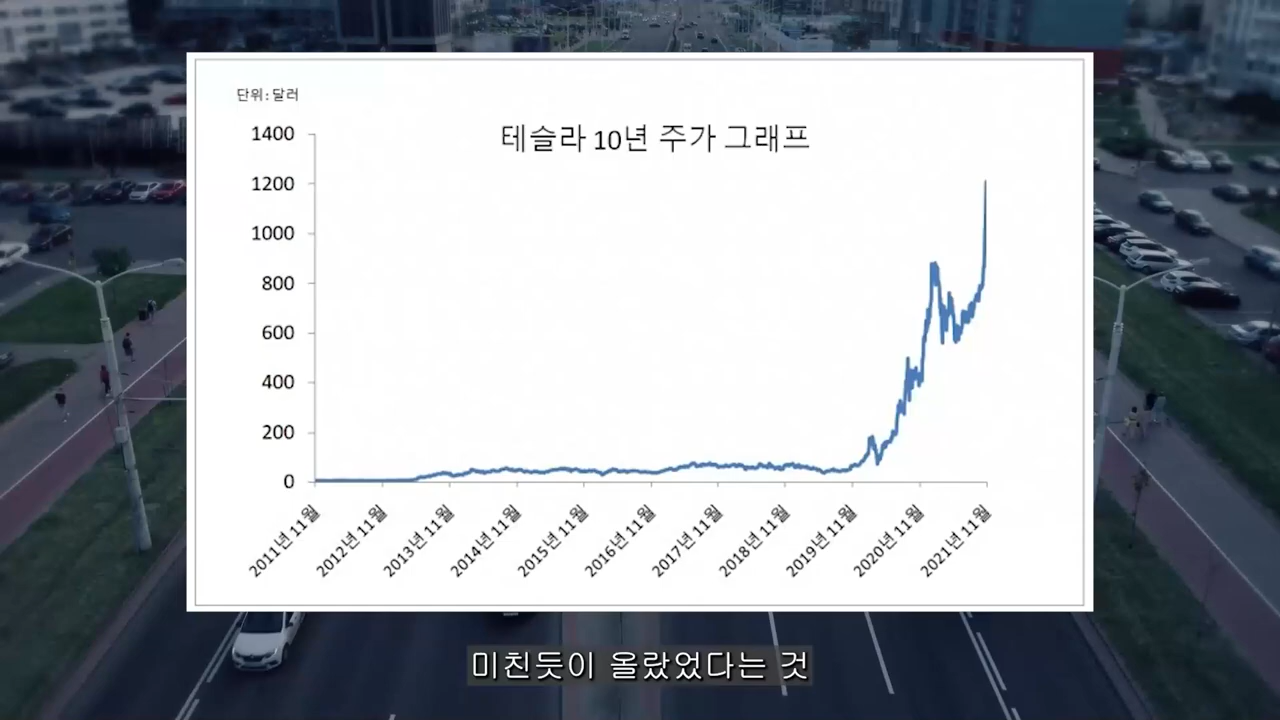 단위: 달러
테슬라 10년 주가 그래프
1400
1200
1000
800
600
400
200
0
2011년 11월
2012년 11월
2013년 11월
2014년 11월
2015년 11월
2016년 11월
2017년 11월
2018년 11월
2019년 11월
2020년 11월
2021년 11월
미친듯이 올랐었다는 것